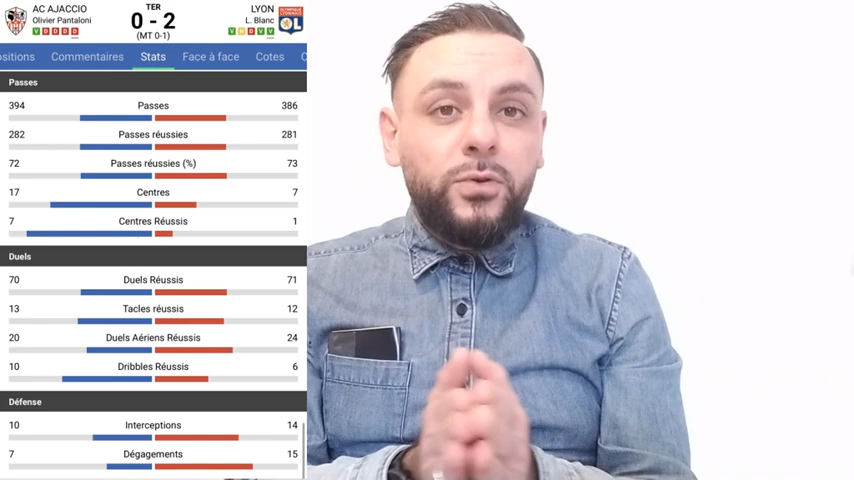 AC AJACCIO
Olivier Pantaloni
V D D D D
TER
0 - 2
(MT 0-1)
LYON
L. Blanc
V N D V V
OLYMPIQUE LYONNAIS
OL
ositions Commentaires Stats Face à face Cotes C
Passes
394 Passes 386
282 Passes réussies 281
72 Passes réussies (%) 73
17 Centres 7
7 Centres Réussis 1
Duels
70 Duels Réussis 71
13 Tacles réussis 12
20 Duels Aériens Réussis 24
10 Dribbles Réussis 6
Défense
10 Interceptions 14
7 Dégagements 15